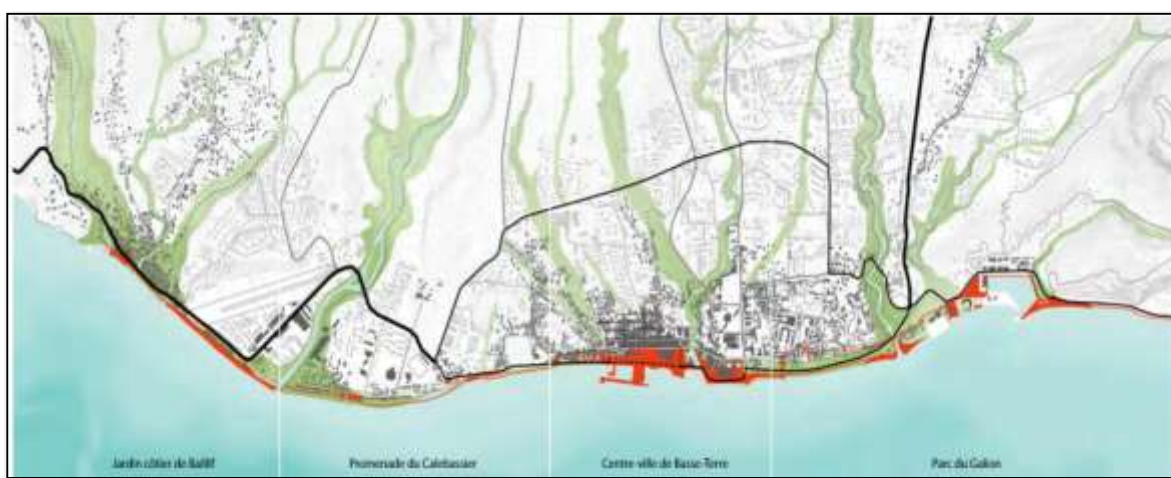 Jardin côtier de Baillif
Promenade du Calebassier
Centre-ville de Basse-Terre
Parc du Galion